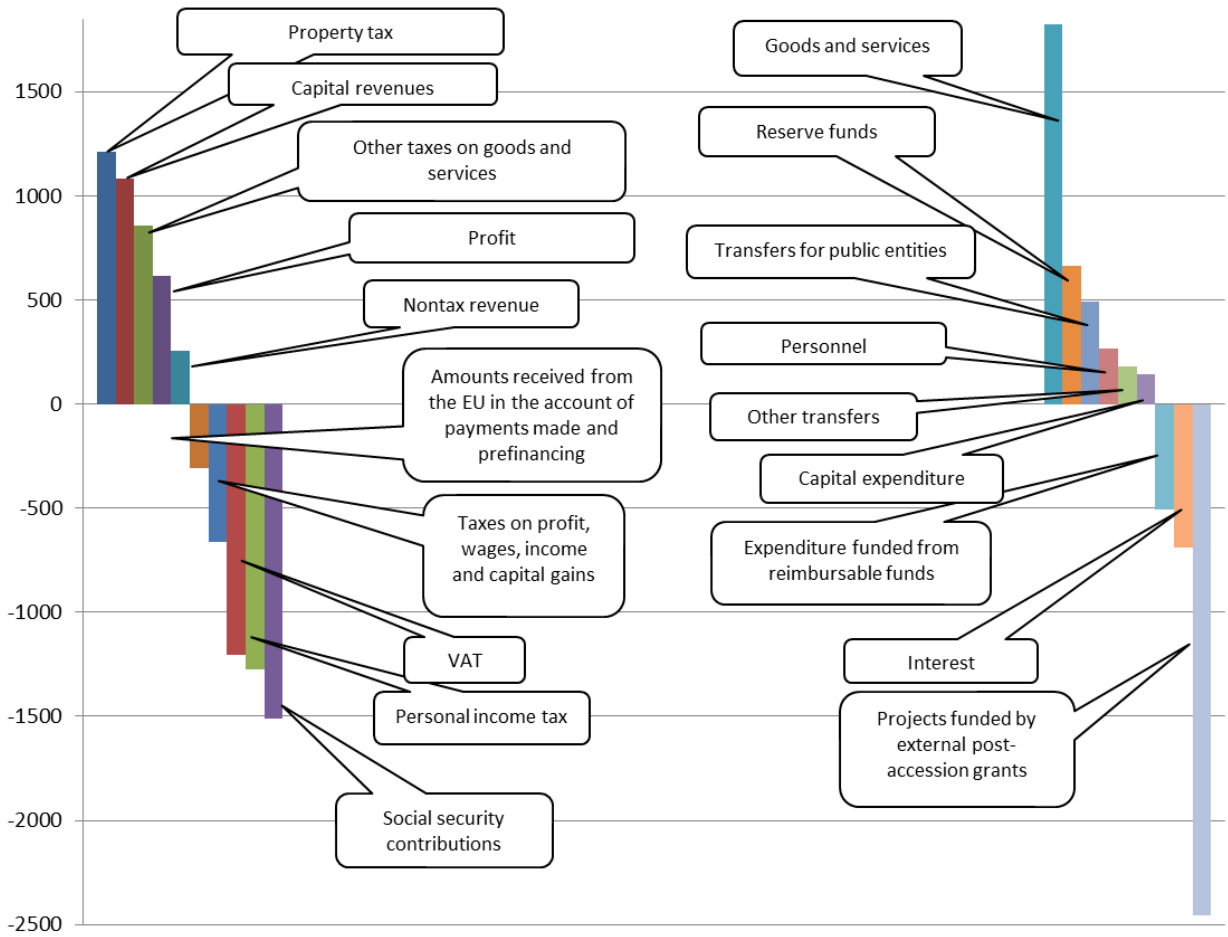 1500
1000
500
0
-500
-1000
-1500
-2000
-2500
Property tax
Capital revenues
Other taxes on goods and
services
Profit
Nontax revenue
Amounts received from
the EU in the account of
payments made and
prefinancing
Taxes on profit,
wages, income
and capital gains
VAT
Personal income tax
Social security
contributions
Goods and services
Reserve funds
Transfers for public entities
Personnel
Other transfers
Capital expenditure
Expenditure funded from
reimbursable funds
Interest
Projects funded by
external post-
accession grants